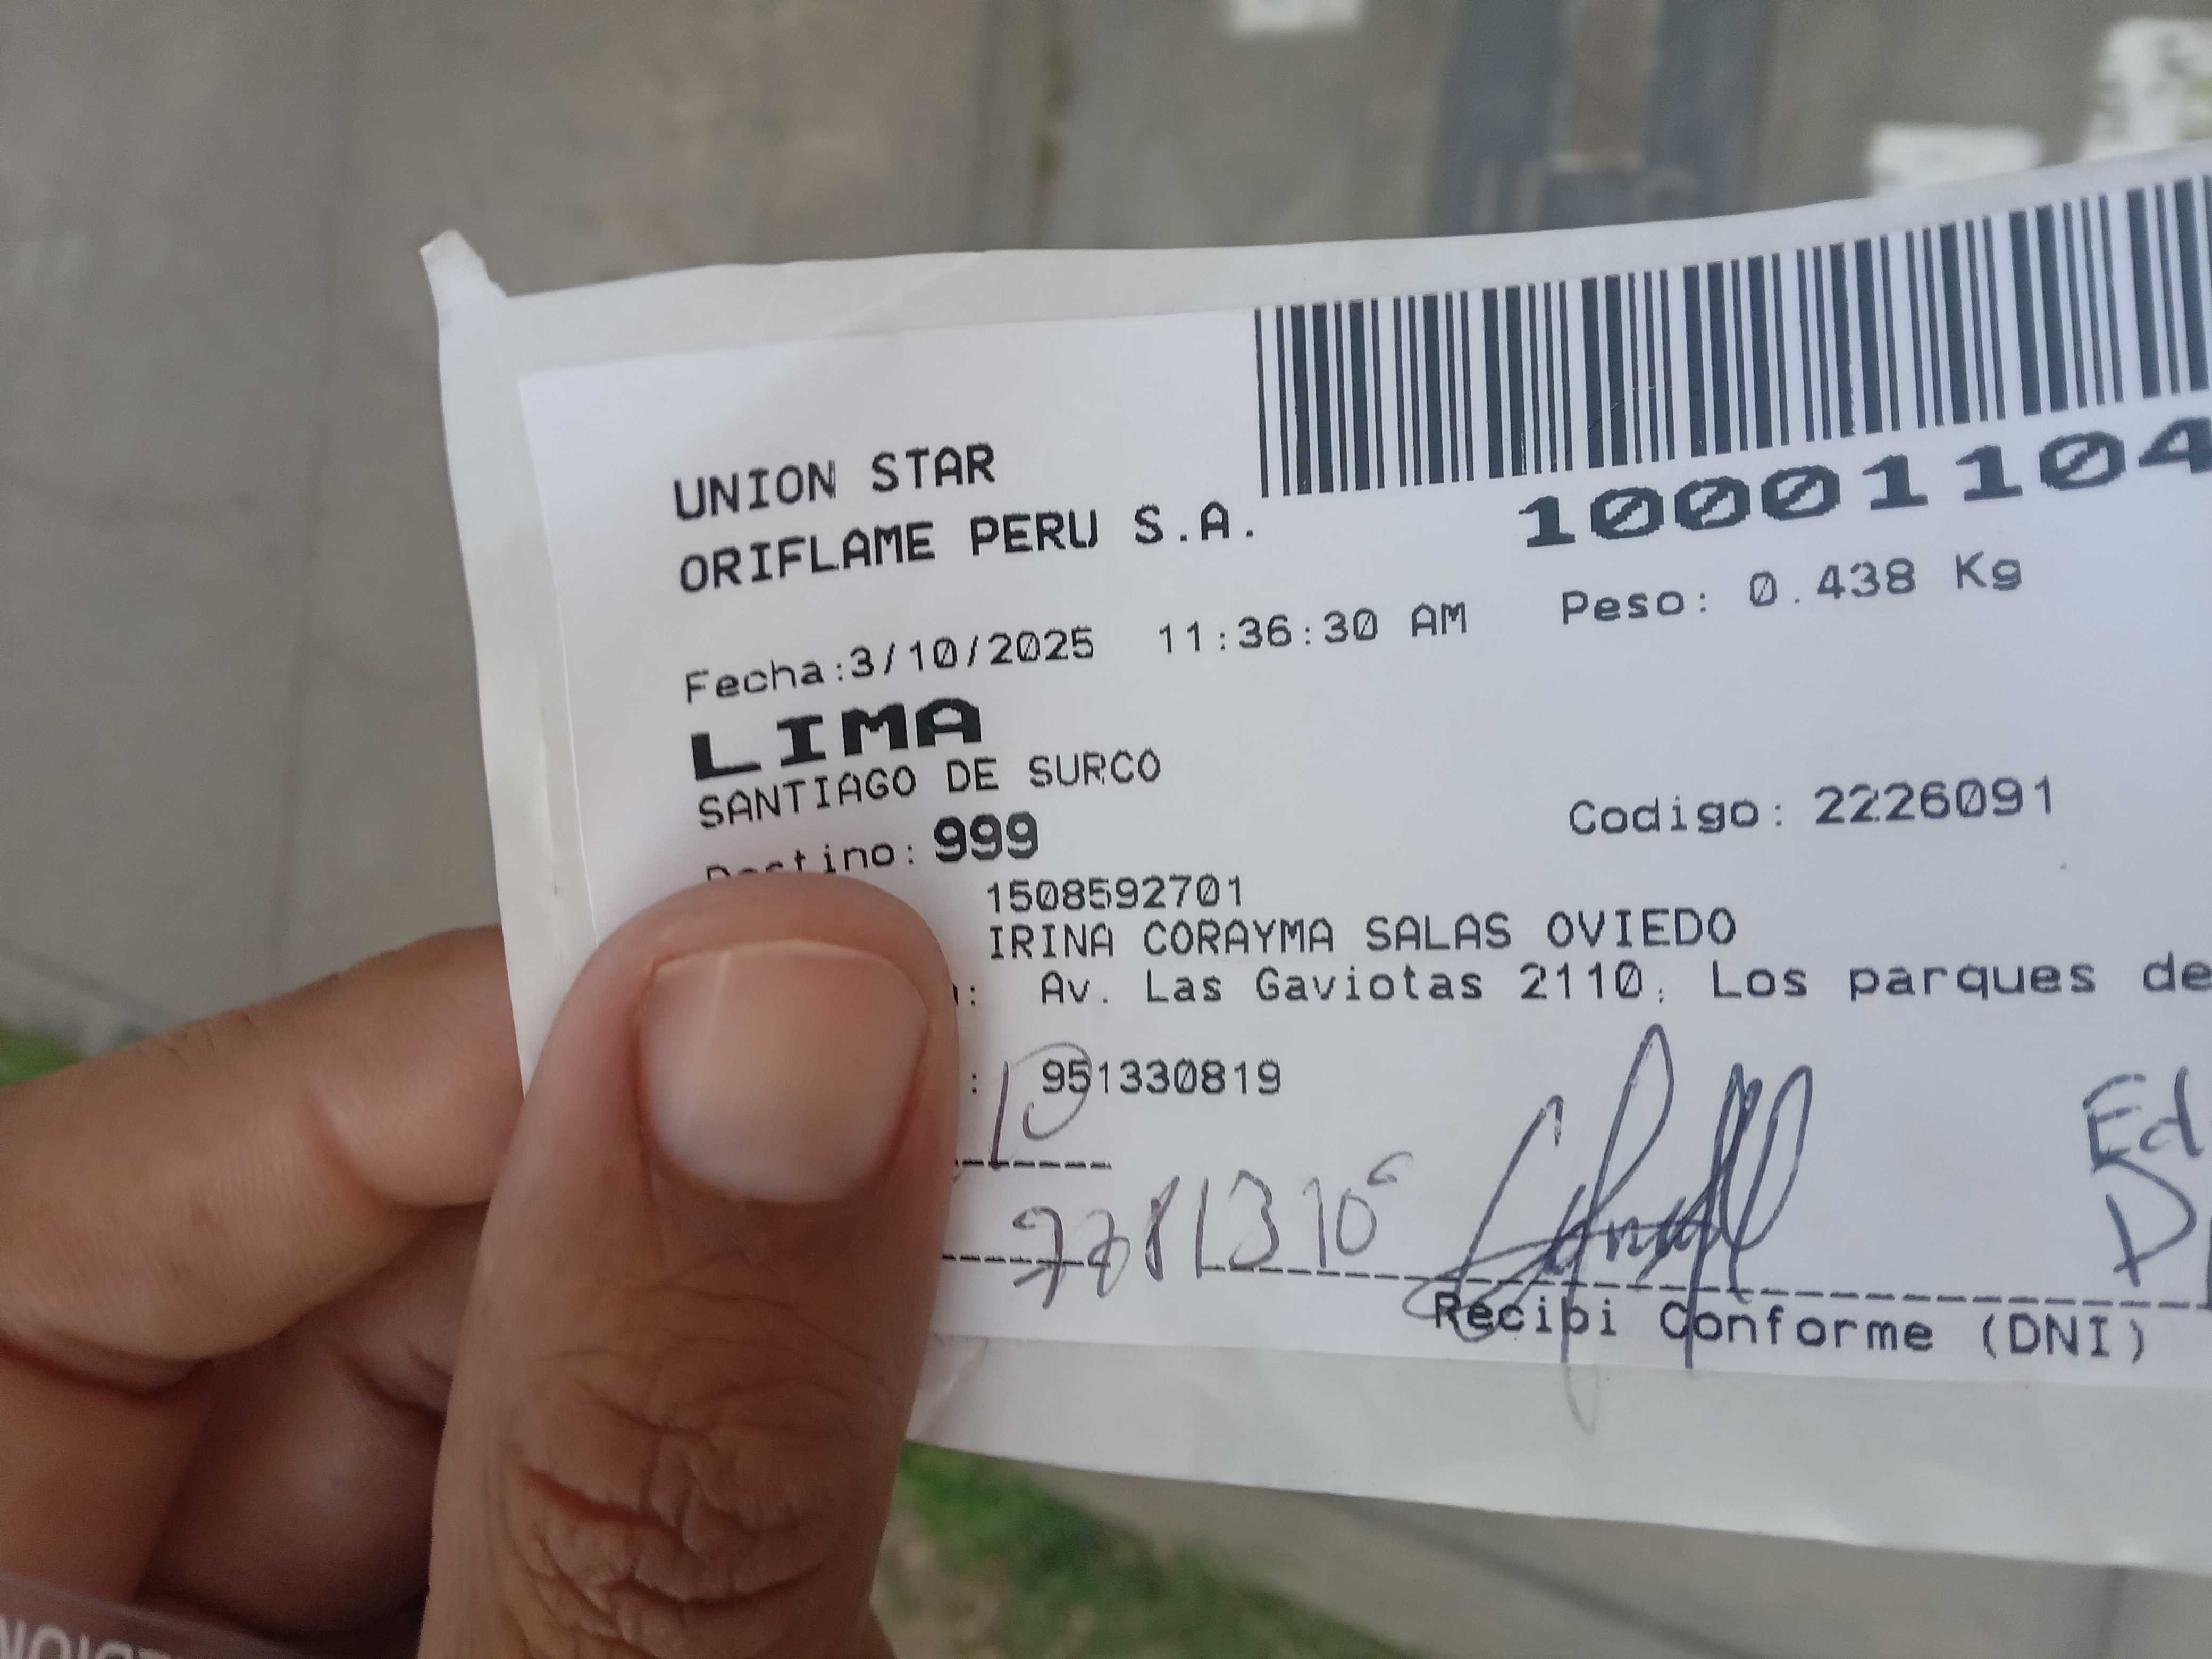 UNION STAR
ORIFLAME PERU S.A.
10001104
Fecha:3/10/2025 11:36:30 AM Peso: 0.438 Kg
LIMA
SANTIAGO DE SURCO
Destino: 999 Codigo: 2226091
1508592701
IRINA CORAYMA SALAS OVIEDO
: Av. Las Gaviotas 2110, Los parques de
: 951330819
10
Ed
Recibi Conforme (DNI)